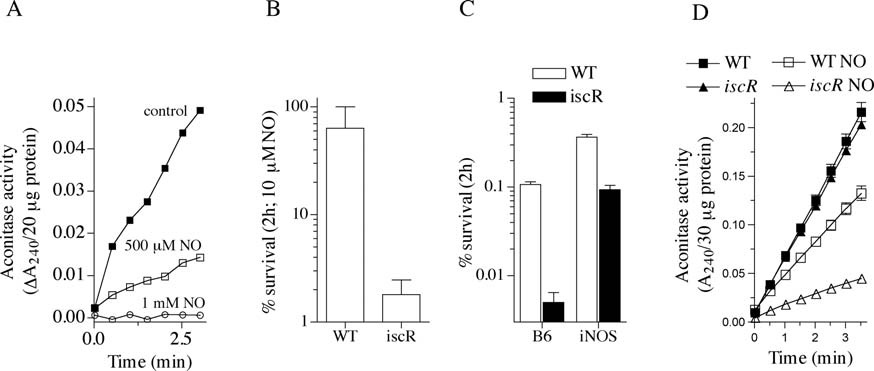 A
Aconitase activity
(ΔA240/20 µg protein)
0.05
0.04
0.03
0.02
0.01
0.00
control
500 µM NO
1 mM NO
0.0
2.5
Time (min)
B
% survival (2h; 10 µM NO)
100
10
1
WT
iscR
C
WT
iscR
% survival (2h)
1
0.1
0.01
B6
iNOS
D
WT
WT NO
iscR
iscR NO
Aconitase activity
(A240/30 µg protein)
0.20
0.15
0.10
0.05
0.00
0
1
2
3
Time (min)